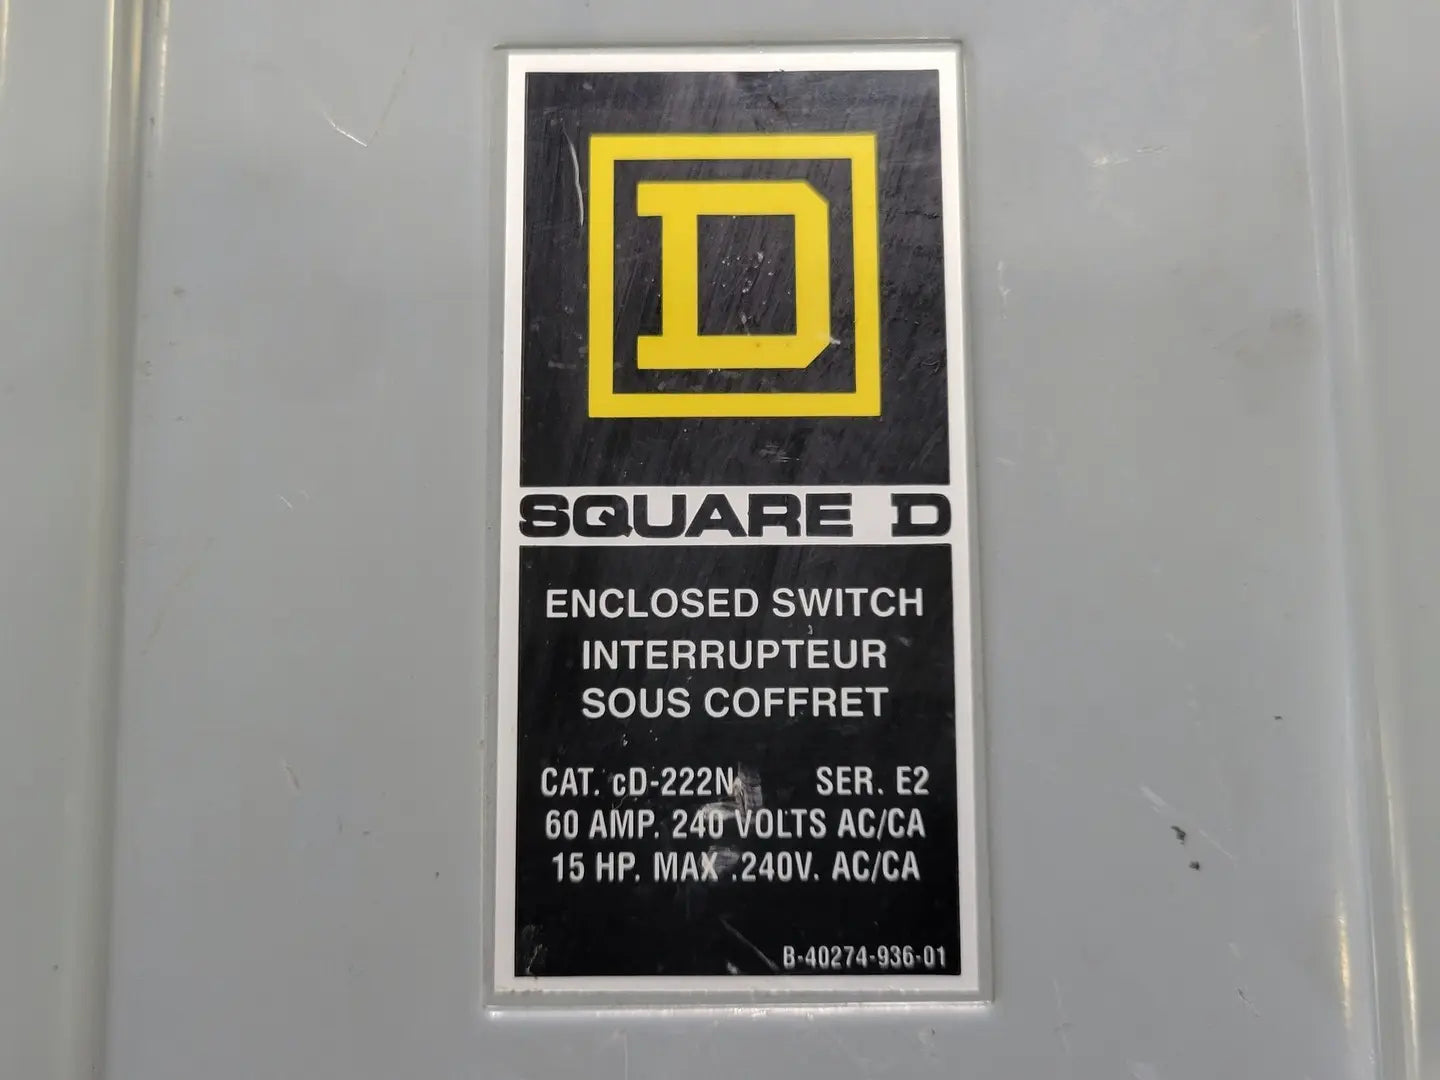 D
SQUARE D
ENCLOSED SWITCH
INTERRUPTEUR
SOUS COFFRET
CAT. cD-222N SER. E2
60 AMP. 240 VOLTS AC/CA
15 HP. MAX .240V. AC/CA
B-40274-936-01